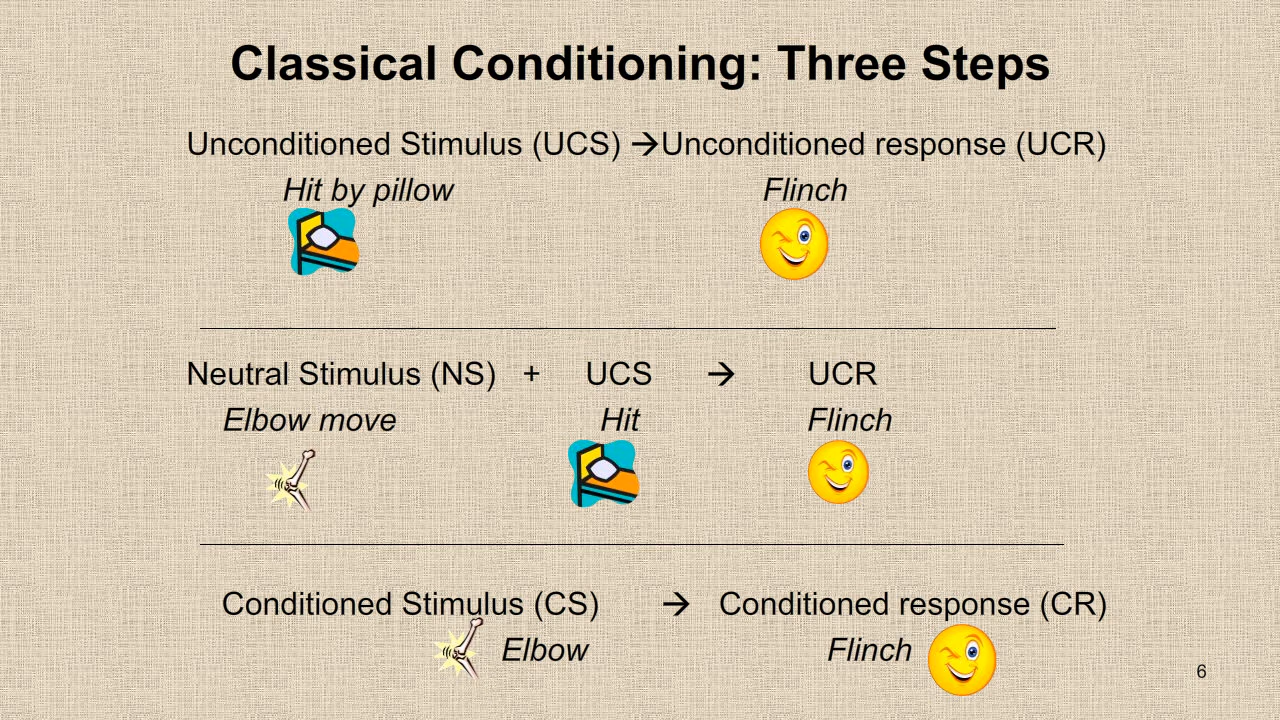 Classical Conditioning: Three Steps
Unconditioned Stimulus (UCS) →Unconditioned response (UCR)
Hit by pillow Flinch
Neutral Stimulus (NS) + UCS → UCR
Elbow move Hit Flinch
Conditioned Stimulus (CS) → Conditioned response (CR)
Elbow Flinch
6